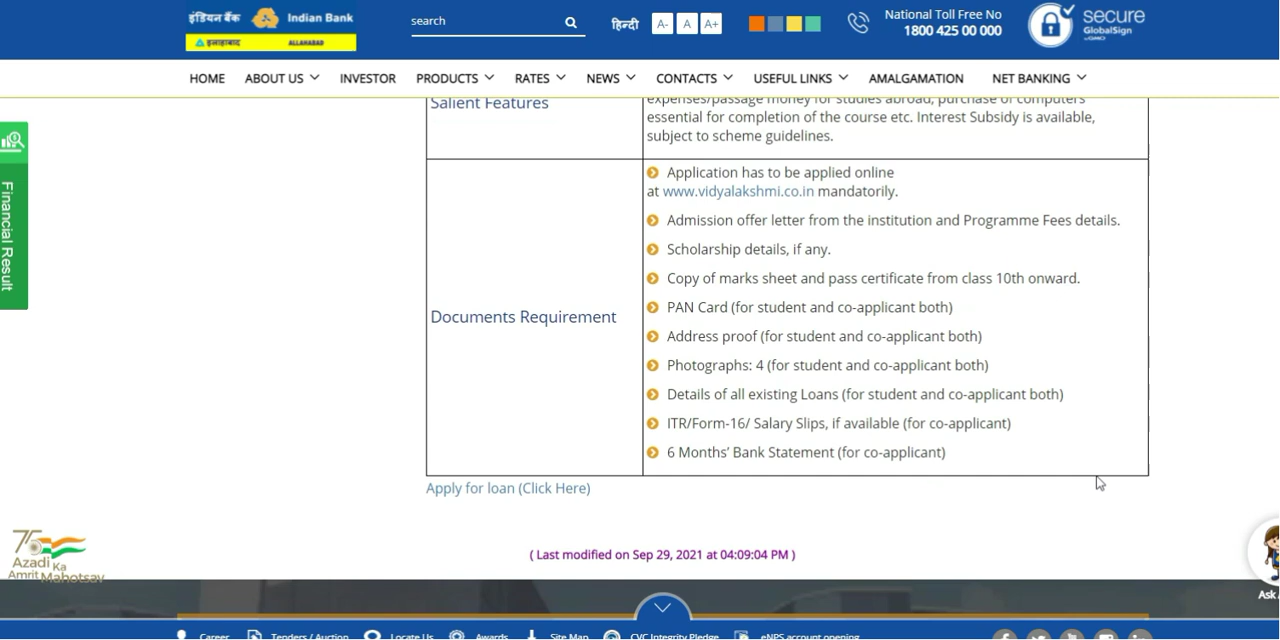 इंडियन बैंक Indian Bank
इलाहाबाद ALLAHABAD
search
हिन्दी
A- A A+
National Toll Free No
1800 425 00 000
secure
GlobalSign
by GMO
HOME ABOUT US INVESTOR PRODUCTS RATES NEWS CONTACTS USEFUL LINKS AMALGAMATION NET BANKING
Financial Result
Salient Features
expenses/passage money for studies abroad, purchase of computers
essential for completion of the course etc. Interest Subsidy is available,
subject to scheme guidelines.
Documents Requirement
Application has to be applied online
at www.vidyalakshmi.co.in mandatorily.
Admission offer letter from the institution and Programme Fees details.
Scholarship details, if any.
Copy of marks sheet and pass certificate from class 10th onward.
PAN Card (for student and co-applicant both)
Address proof (for student and co-applicant both)
Photographs: 4 (for student and co-applicant both)
Details of all existing Loans (for student and co-applicant both)
ITR/Form-16/ Salary Slips, if available (for co-applicant)
6 Months’ Bank Statement (for co-applicant)
Apply for loan (Click Here)
75
Azadi Ka
Amrit Mahotsav
( Last modified on Sep 29, 2021 at 04:09:04 PM )
Ask
Career Tenders / Auction Locate Us Awards Site Map CVC Integrity Pledge eNPS account opening